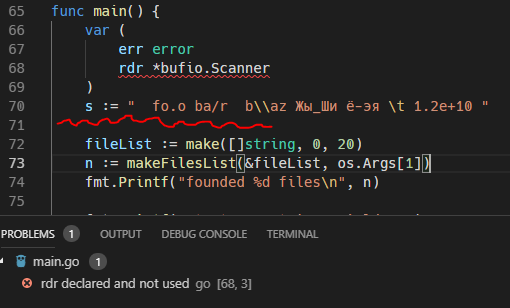 65 func main() {
66 var (
67 err error
68 rdr *bufio.Scanner
69 )
70 s := "  fo.o ba/r  b\\az Жы_Ши ё-эя \t 1.2e+10 "
71
72 fileList := make([]string, 0, 20)
73 n := makeFilesList(&fileList, os.Args[1])
74 fmt.Printf("founded %d files\n", n)
75
PROBLEMS 1 OUTPUT DEBUG CONSOLE TERMINAL
main.go 1
rdr declared and not used go [68, 3]